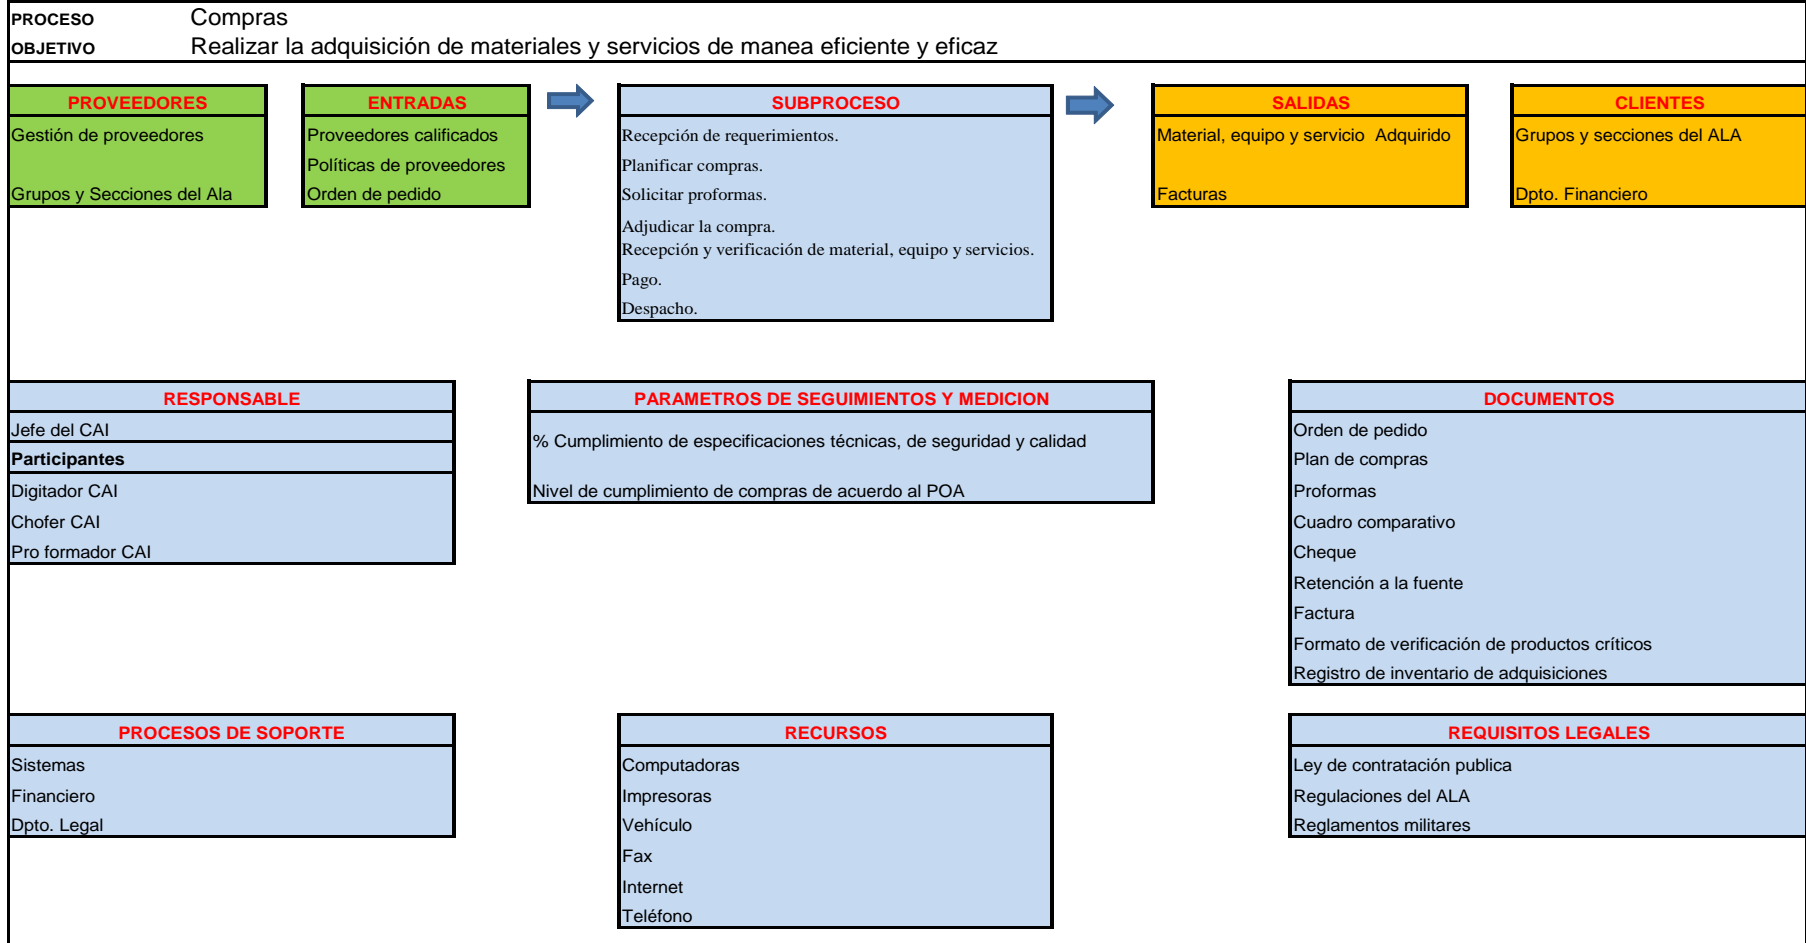 PROCESO Compras
OBJETIVO Realizar la adquisición de materiales y servicios de manea eficiente y eficaz
PROVEEDORES
Gestión de proveedores
Grupos y Secciones del Ala
ENTRADAS
Proveedores calificados
Políticas de proveedores
Orden de pedido
SUBPROCESO
Recepción de requerimientos.
Planificar compras.
Solicitar proformas.
Adjudicar la compra.
Recepción y verificación de material, equipo y servicios.
Pago.
Despacho.
SALIDAS
Material, equipo y servicio Adquirido
Facturas
CLIENTES
Grupos y secciones del ALA
Dpto. Financiero
RESPONSABLE
Jefe del CAI
Participantes
Digitador CAI
Chofer CAI
Pro formador CAI
PARAMETROS DE SEGUIMIENTOS Y MEDICION
% Cumplimiento de especificaciones técnicas, de seguridad y calidad
Nivel de cumplimiento de compras de acuerdo al POA
DOCUMENTOS
Orden de pedido
Plan de compras
Proformas
Cuadro comparativo
Cheque
Retención a la fuente
Factura
Formato de verificación de productos críticos
Registro de inventario de adquisiciones
PROCESOS DE SOPORTE
Sistemas
Financiero
Dpto. Legal
RECURSOS
Computadoras
Impresoras
Vehículo
Fax
Internet
Teléfono
REQUISITOS LEGALES
Ley de contratación publica
Regulaciones del ALA
Reglamentos militares